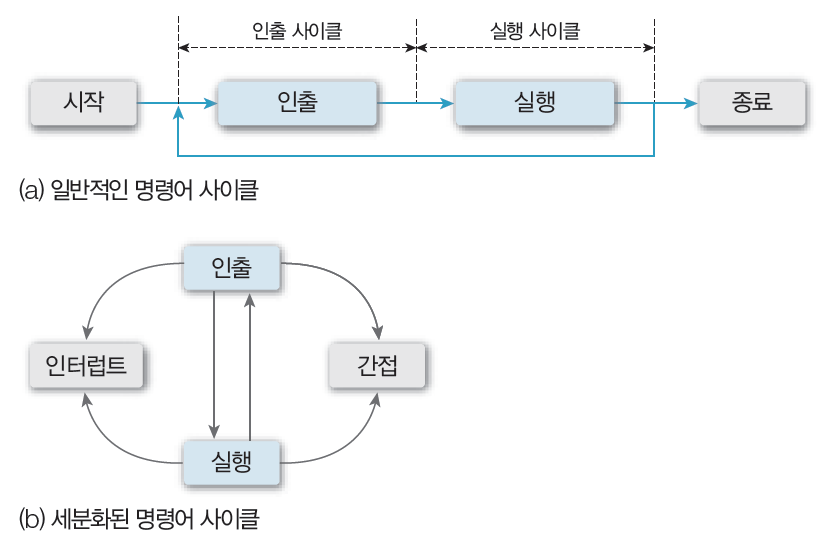 인출 사이클 실행 사이클
시작 인출 실행 종료
(a) 일반적인 명령어 사이클
인출
인터럽트 간접
실행
(b) 세분화된 명령어 사이클